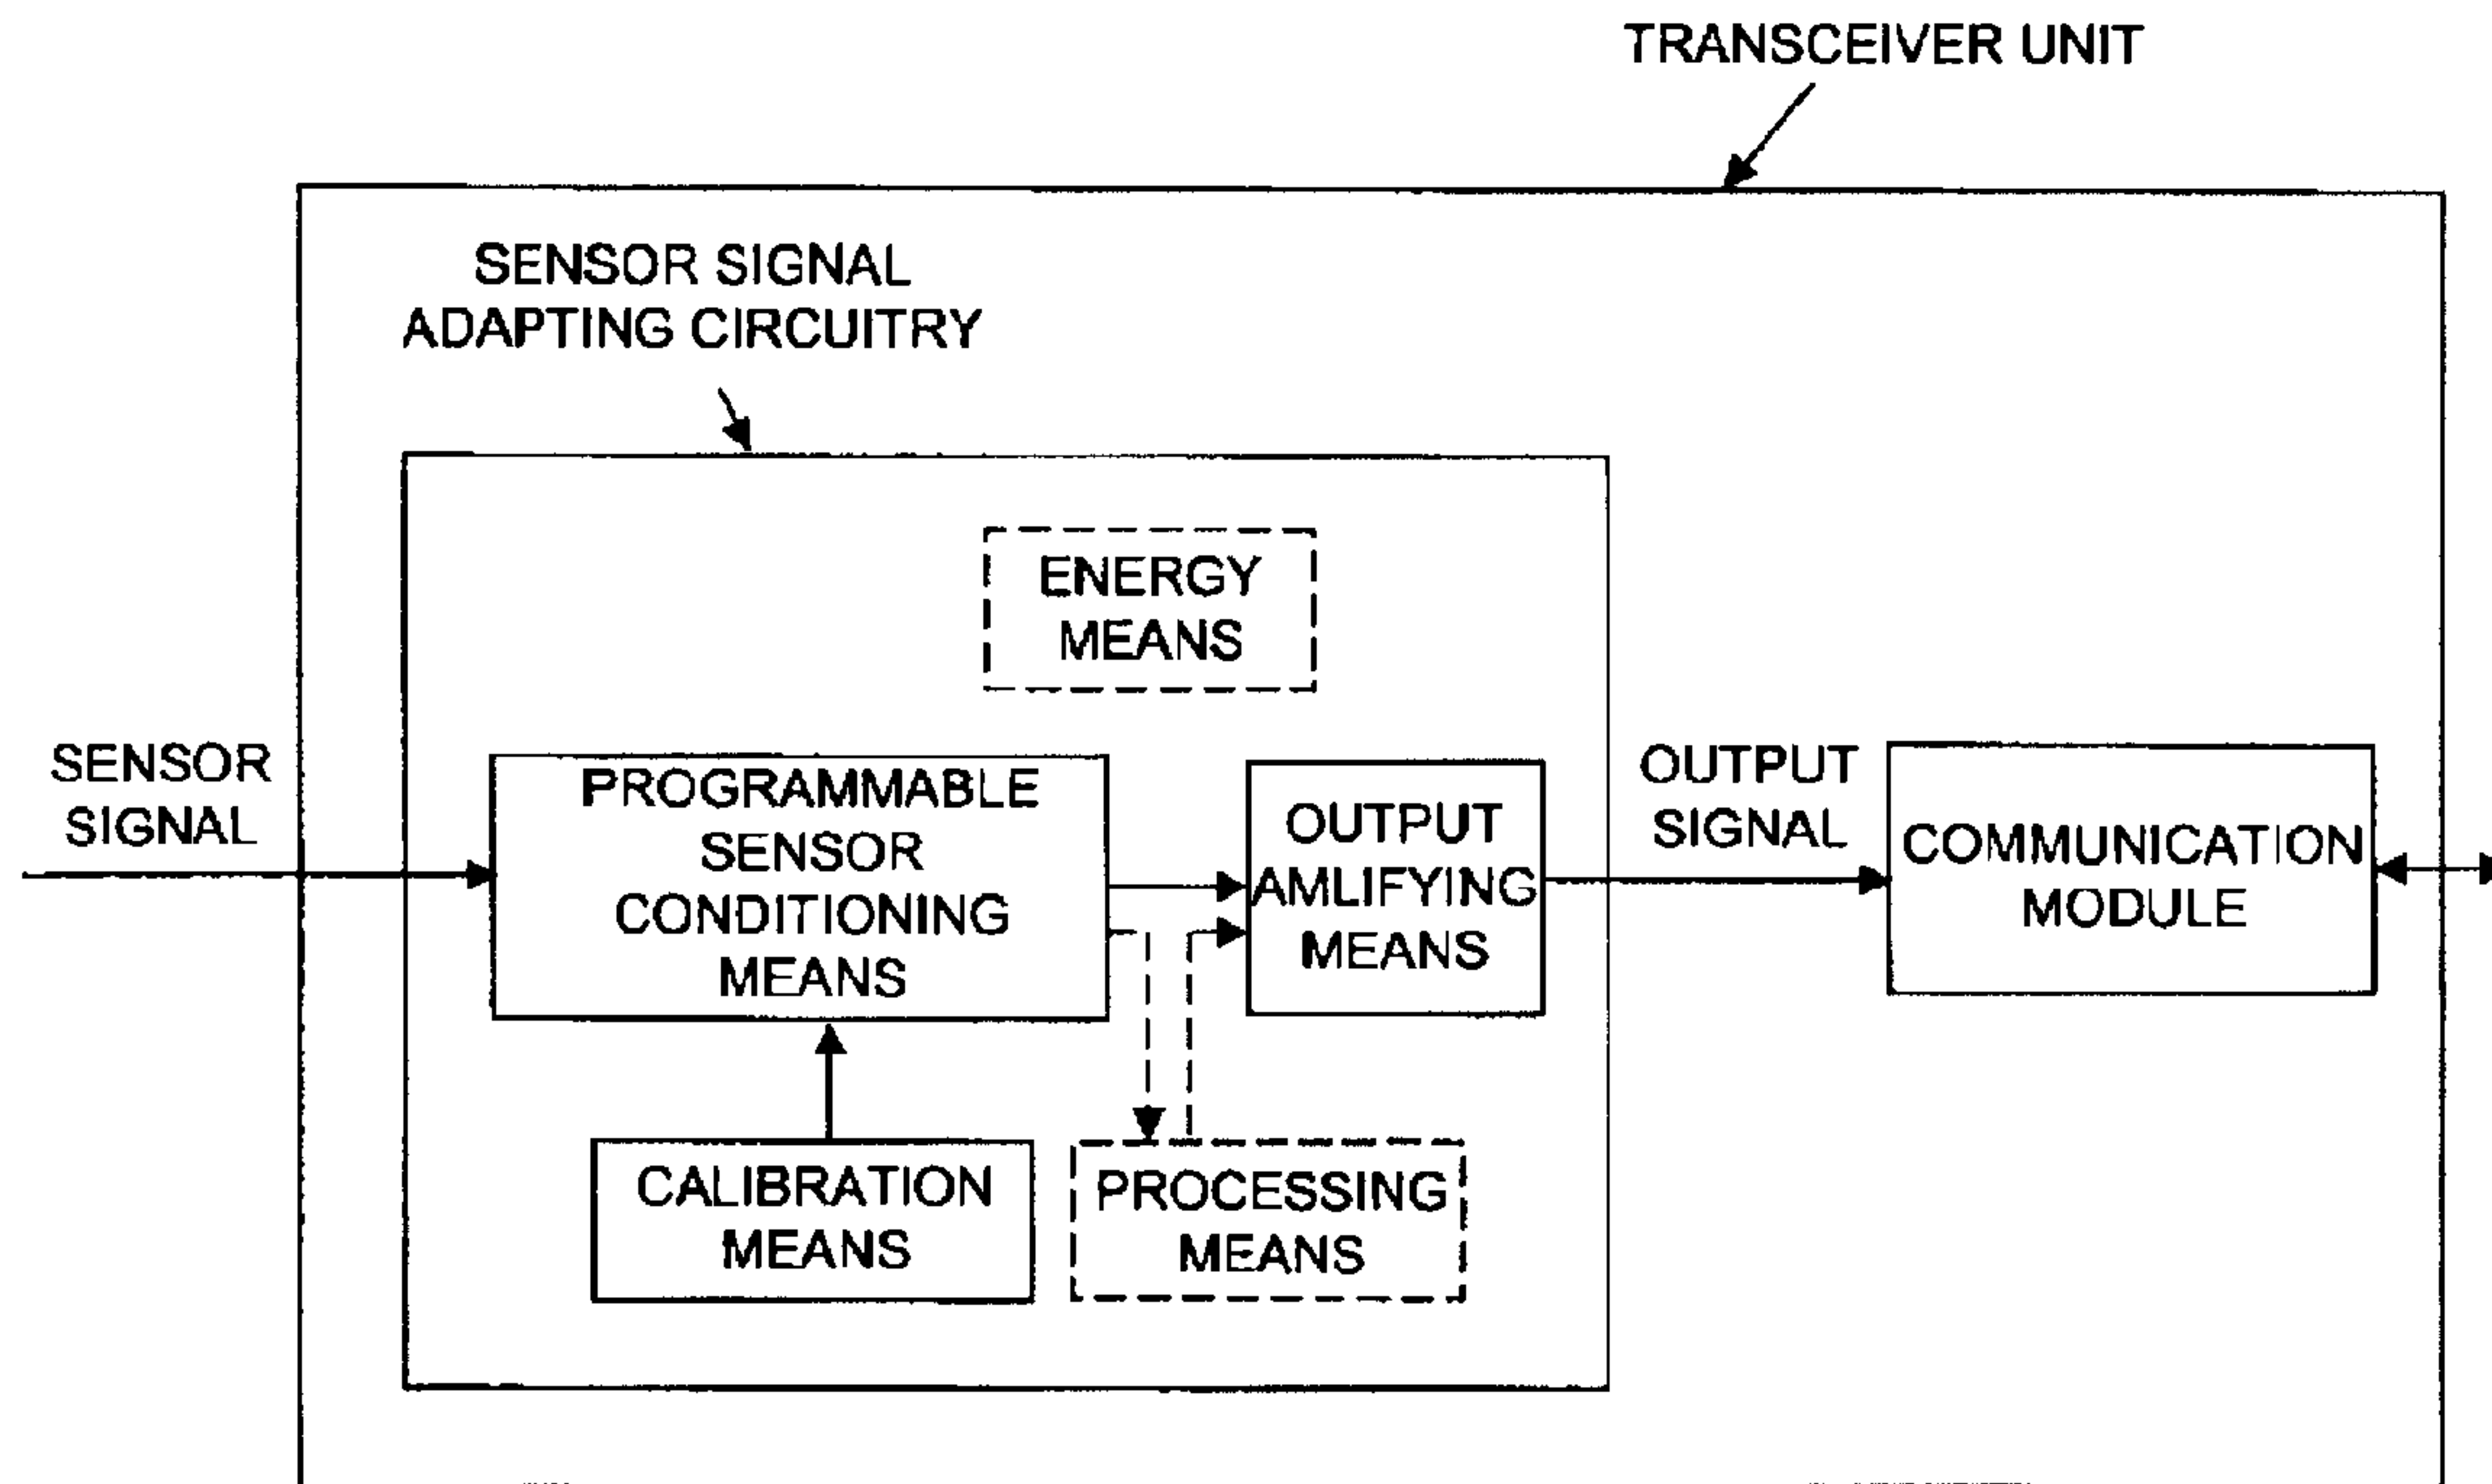 TRANSCEIVER UNIT
SENSOR SIGNAL
ADAPTING CIRCUITRY
ENERGY
MEANS
SENSOR
SIGNAL
PROGRAMMABLE
SENSOR
CONDITIONING
MEANS
OUTPUT
AMLIFYING
MEANS
OUTPUT
SIGNAL
COMMUNICATION
MODULE
CALIBRATION
MEANS
PROCESSING
MEANS